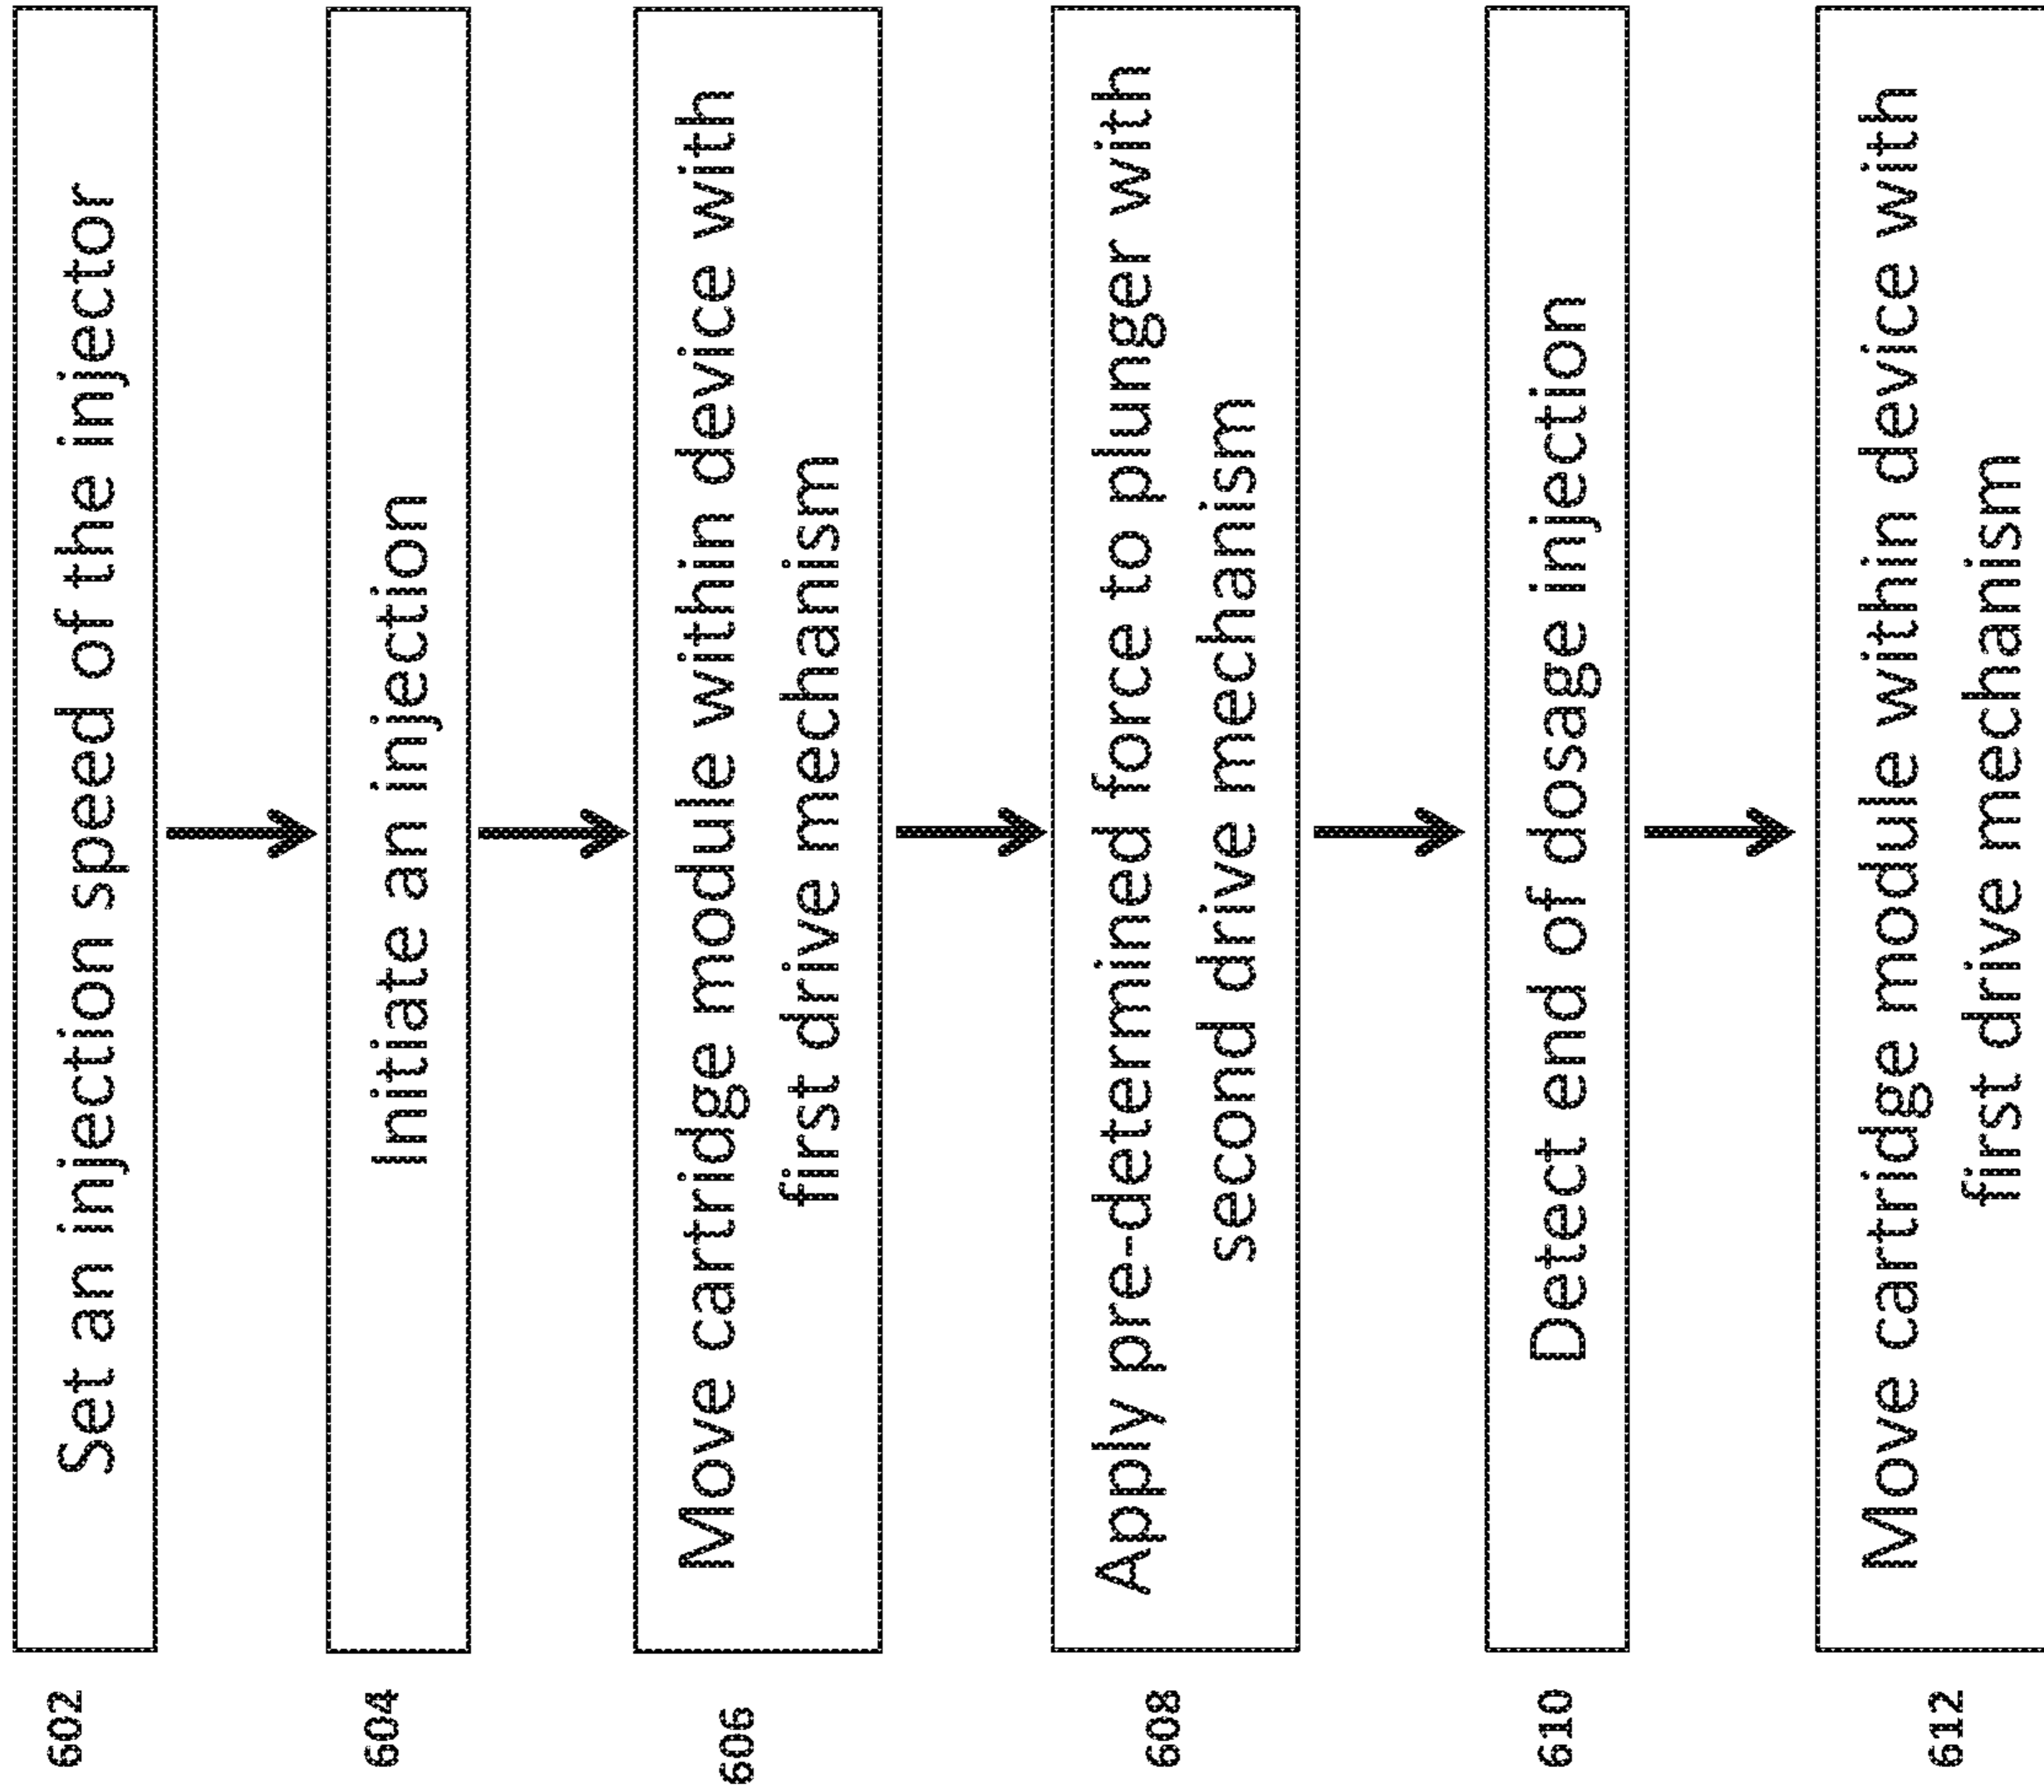 602
Set an injection speed of the injector
604
Initiate an injection
606
Move cartridge module within device with
first drive mechanism
608
Apply pre-determined force to plunger with
second drive mechanism
610
Detect end of dosage injection
612
Move cartridge module within device with
first drive mechanism